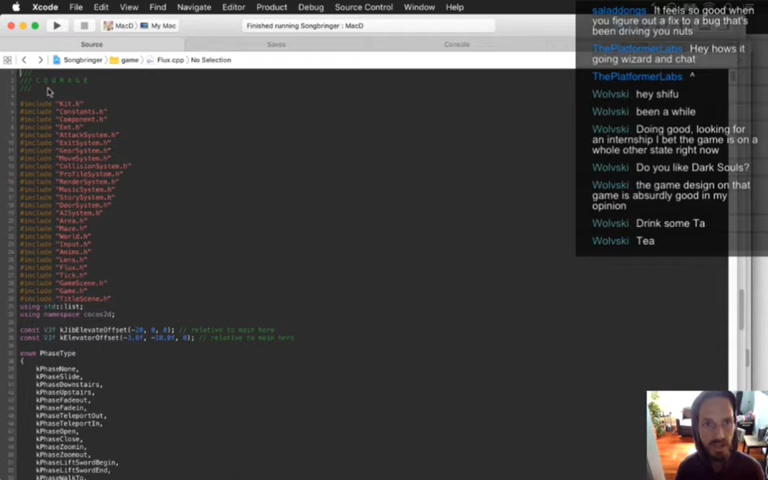 Xcode File Edit View Find Navigate Editor Product Debug Source Control Window Help
MacD My Mac Finished running Songbringer : MacD
Source Saves Console
Songbringer game Flux.cpp No Selection
///
/// C O U R A G E
///
#include "Kit.h"
#include "Constants.h"
#include "Component.h"
#include "Ent.h"
#include "AttackSystem.h"
#include "ExitSystem.h"
#include "GearSystem.h"
#include "MoveSystem.h"
#include "CollisionSystem.h"
#include "ProfileSystem.h"
#include "RenderSystem.h"
#include "MusicSystem.h"
#include "StorySystem.h"
#include "DoorSystem.h"
#include "AISystem.h"
#include "Area.h"
#include "Maze.h"
#include "World.h"
#include "Input.h"
#include "Anims.h"
#include "Lens.h"
#include "Flux.h"
#include "Tick.h"
#include "GameScene.h"
#include "Game.h"
#include "TitleScene.h"
using std::list;
using namespace cocos2d;
const V3f kJibElevateOffset(-20, 0, 0); // relative to main hero
const V3f kElevatorOffset(-3.0f, -10.0f, 0); // relative to main hero
enum PhaseType
{
kPhaseNone,
kPhaseSlide,
kPhaseDownstairs,
kPhaseUpstairs,
kPhaseFadeout,
kPhaseFadein,
kPhaseTeleportOut,
kPhaseTeleportIn,
kPhaseOpen,
kPhaseClose,
kPhaseZoomin,
kPhaseZoomout,
kPhaseLiftSwordBegin,
kPhaseLiftSwordEnd,
kPhaseWalkTo,
saladdongs It feels so good when
you figure out a fix to a bug that's
been driving you nuts
ThePlatformerLabs Hey hows it
going wizard and chat
ThePlatformerLabs ^
Wolvski hey shifu
Wolvski been a while
Wolvski Doing good, looking for
an internship I bet the game is on a
whole other state right now
Wolvski Do you like Dark Souls?
Wolvski the game design on that
game is absurdly good in my
opinion
Wolvski Drink some Ta
Wolvski Tea